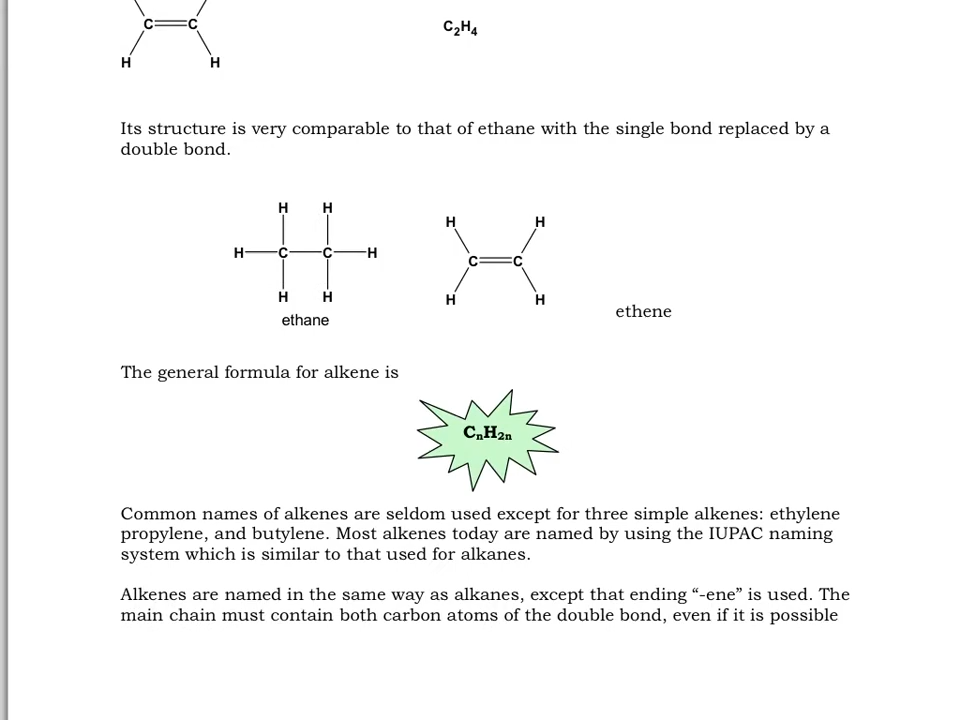 C=C
C₂H₄
H H
Its structure is very comparable to that of ethane with the single bond replaced by a
double bond.
H H
H C C H
H H
ethane
H H
C C
H H
ethene
The general formula for alkene is
CₙH₂ₙ
Common names of alkenes are seldom used except for three simple alkenes: ethylene
propylene, and butylene. Most alkenes today are named by using the IUPAC naming
system which is similar to that used for alkanes.
Alkenes are named in the same way as alkanes, except that ending “-ene” is used. The
main chain must contain both carbon atoms of the double bond, even if it is possible